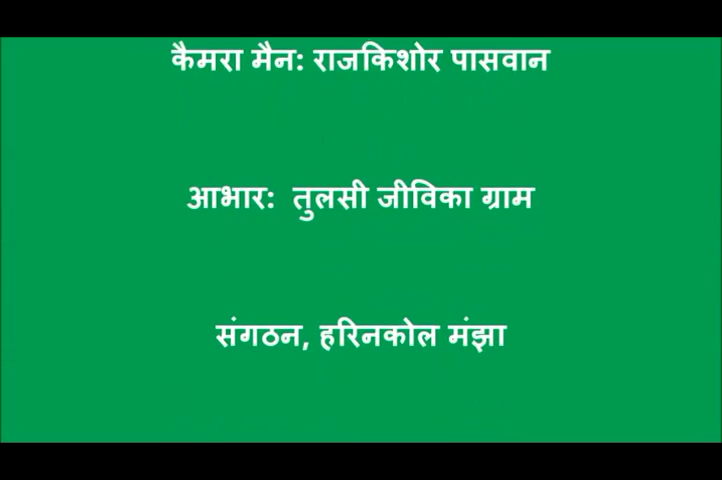 कैमरा मैन: राजकिशोर पासवान
आभार: तुलसी जीविका ग्राम
संगठन, हरिनकोल मंझा